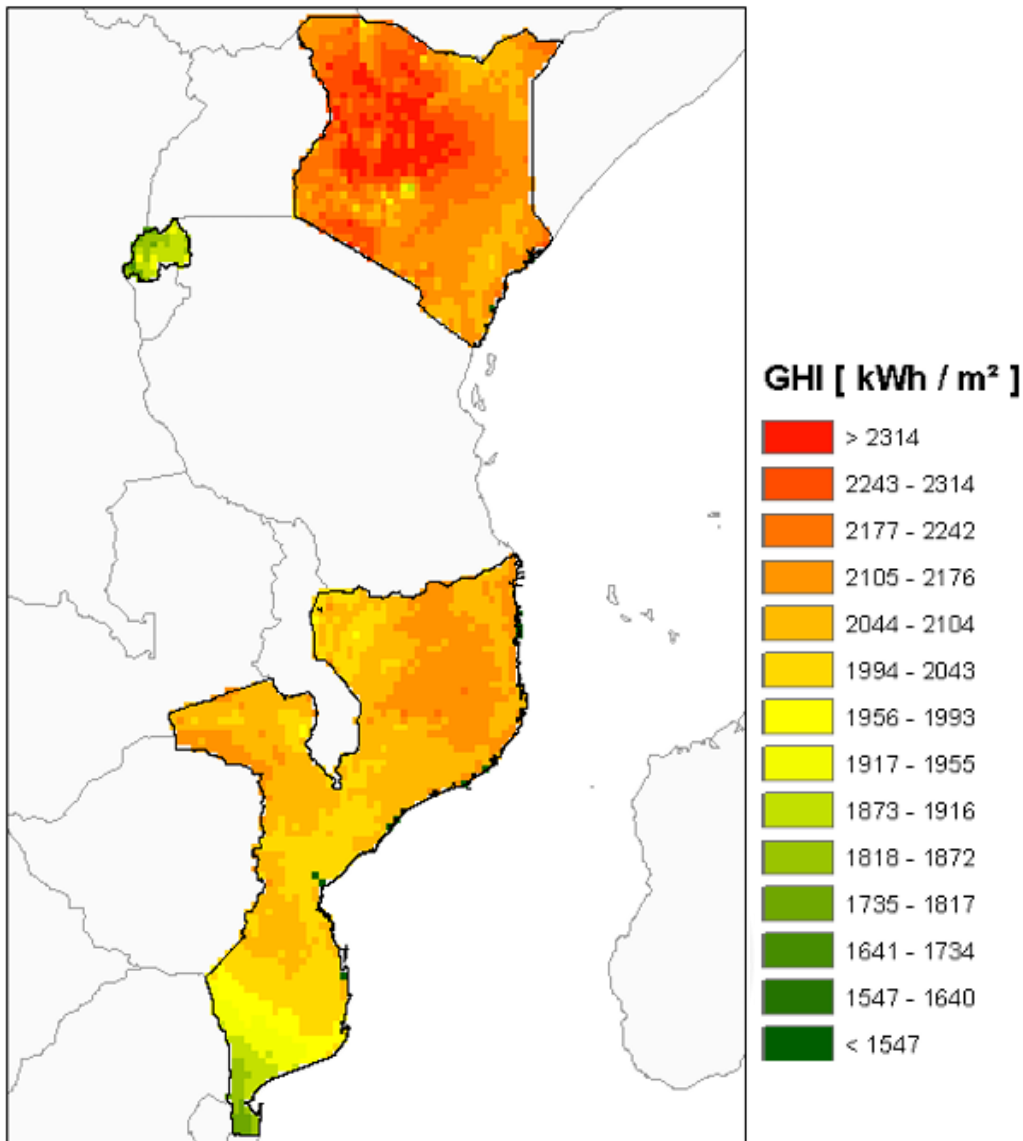 GHI [ kWh / m² ]
> 2314
2243 - 2314
2177 - 2242
2105 - 2176
2044 - 2104
1994 - 2043
1956 - 1993
1917 - 1955
1873 - 1916
1818 - 1872
1735 - 1817
1641 - 1734
1547 - 1640
< 1547